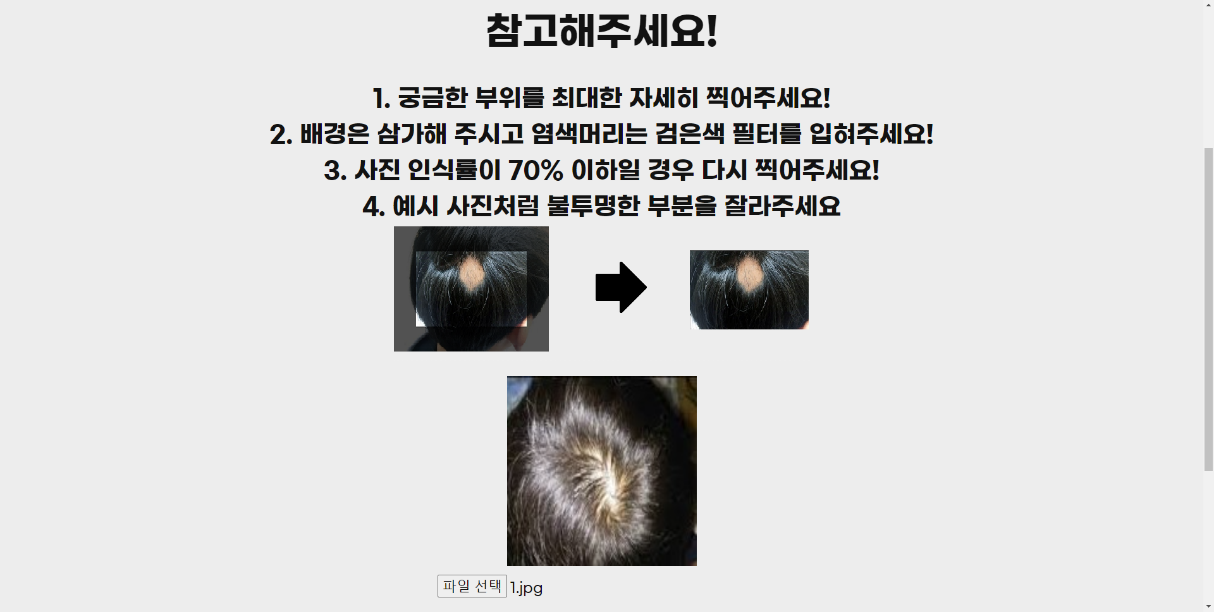 참고해주세요!
1. 궁금한 부위를 최대한 자세히 찍어주세요!
2. 배경은 삼가해 주시고 염색머리는 검은색 필터를 입혀주세요!
3. 사진 인식률이 70% 이하일 경우 다시 찍어주세요!
4. 예시 사진처럼 불투명한 부분을 잘라주세요
파일 선택 1.jpg